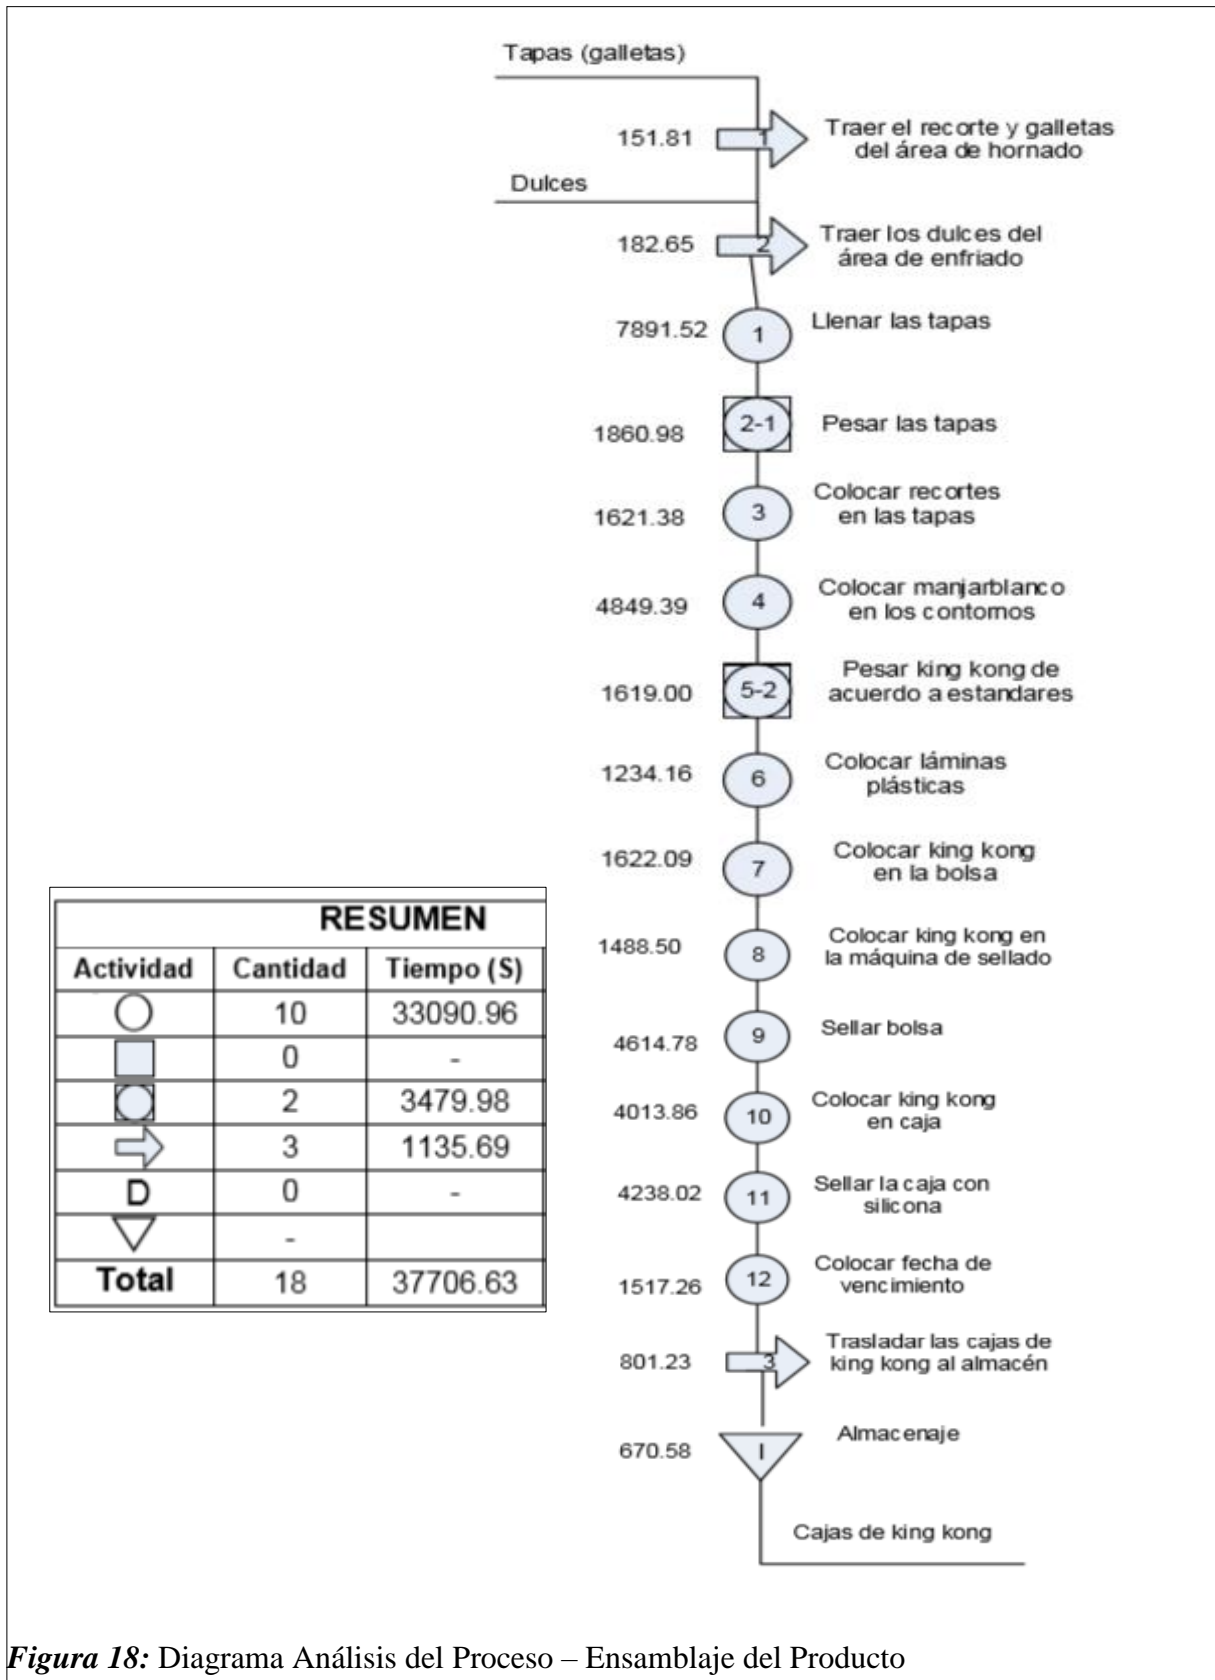 Tapas (galletas)
151.81
1
Traer el recorte y galletas
del área de hornado
Dulces
182.65
2
Traer los dulces del
área de enfriado
7891.52
1
Llenar las tapas
1860.98
2-1
Pesar las tapas
1621.38
3
Colocar recortes
en las tapas
4849.39
4
Colocar manjarblanco
en los contornos
1619.00
5-2
Pesar king kong de
acuerdo a estandares
1234.16
6
Colocar láminas
plásticas
1622.09
7
Colocar king kong
en la bolsa
1488.50
8
Colocar king kong en
la máquina de sellado
4614.78
9
Sellar bolsa
4013.86
10
Colocar king kong
en caja
4238.02
11
Sellar la caja con
silicona
1517.26
12
Colocar fecha de
vencimiento
801.23
3
Trasladar las cajas de
king kong al almacén
670.58
I
Almacenaje
Cajas de king kong
RESUMEN
Actividad Cantidad Tiempo (S)
10 33090.96
0 -
2 3479.98
3 1135.69
D 0 -
-
Total 18 37706.63
Figura 18: Diagrama Análisis del Proceso – Ensamblaje del Producto